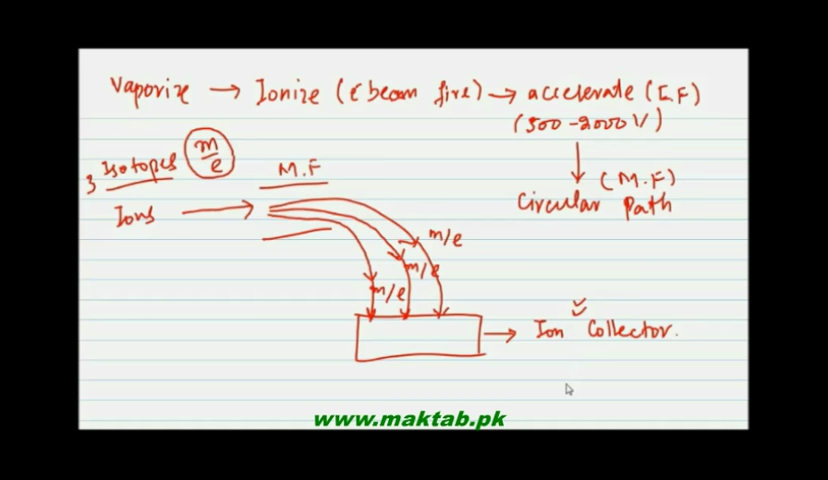 Vaporize → Ionize (é beam fire) → accelerate (E.F)
(500-2000 V)
(M.F)
Circular Path
3 Isotopes m/e
M.F
Ions
m/e
m/e
m/e
Ion Collector.
www.maktab.pk